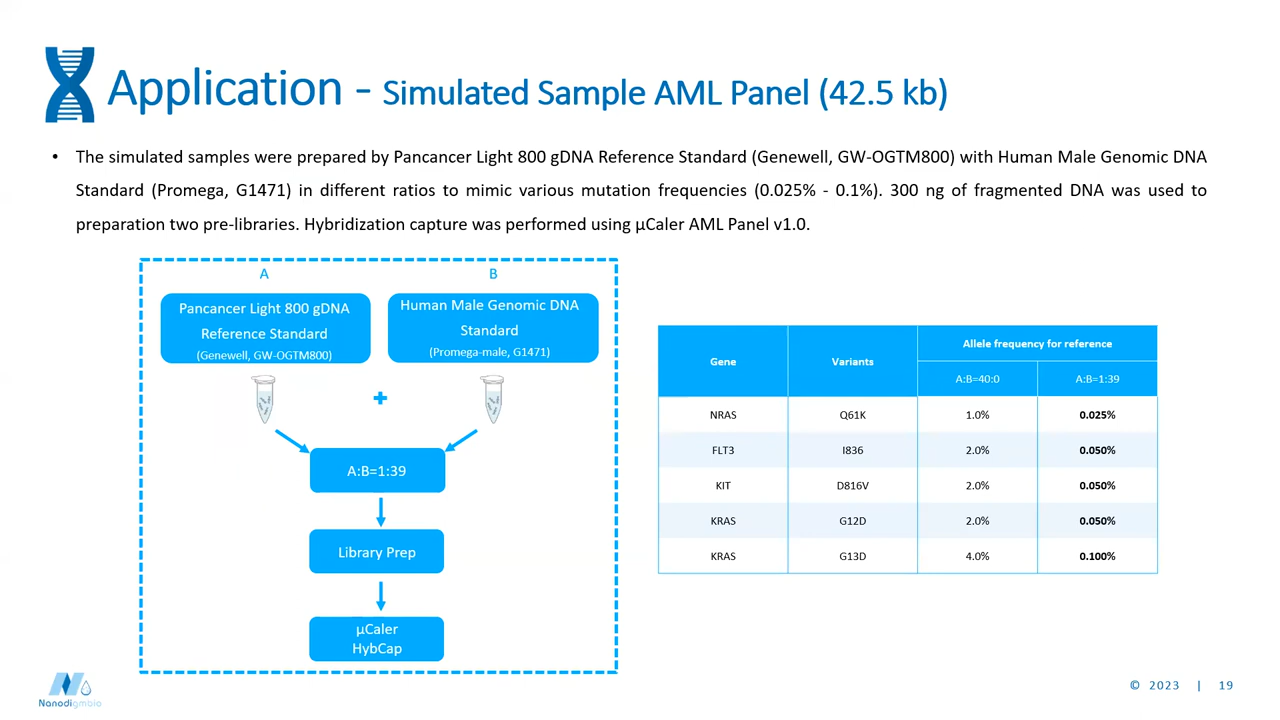 Application - Simulated Sample AML Panel (42.5 kb)
• The simulated samples were prepared by Pancancer Light 800 gDNA Reference Standard (Genewell, GW-OGTM800) with Human Male Genomic DNA
Standard (Promega, G1471) in different ratios to mimic various mutation frequencies (0.025% - 0.1%). 300 ng of fragmented DNA was used to
preparation two pre-libraries. Hybridization capture was performed using µCaler AML Panel v1.0.
A
B
Pancancer Light 800 gDNA
Reference Standard
(Genewell, GW-OGTM800)
Human Male Genomic DNA
Standard
(Promega-male, G1471)
A:B=1:39
Library Prep
µCaler
HybCap
Gene Variants Allele frequency for reference
A:B=40:0 A:B=1:39
NRAS Q61K 1.0% 0.025%
FLT3 I836 2.0% 0.050%
KIT D816V 2.0% 0.050%
KRAS G12D 2.0% 0.050%
KRAS G13D 4.0% 0.100%
Nanodigmbio
© 2023 | 19